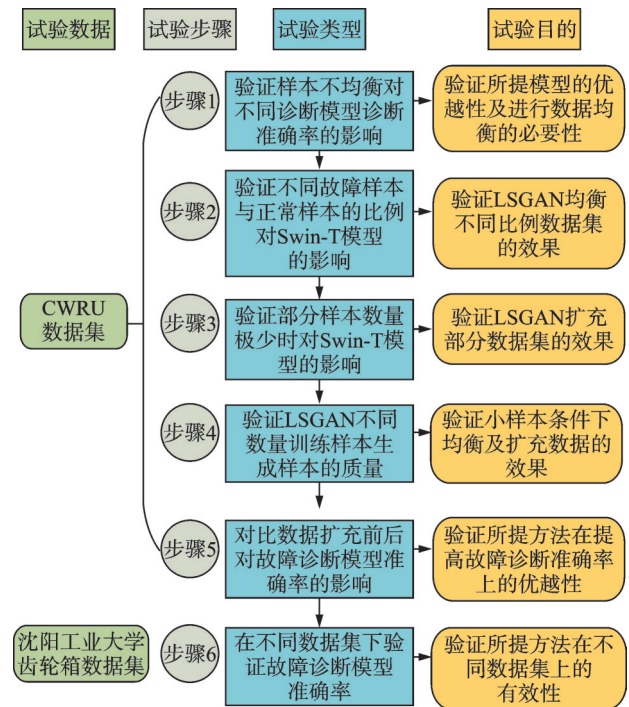 试验数据
试验步骤
试验类型
试验目的
步骤1
验证样本不均衡对
不同诊断模型诊断
准确率的影响
验证所提模型的优
越性及进行数据均
衡的必要性
步骤2
验证不同故障样本
与正常样本的比例
对Swin-T模型
的影响
验证LSGAN均衡
不同比例数据集
的效果
CWRU
数据集
步骤3
验证部分样本数量
极少时对Swin-T模
型的影响
验证LSGAN扩充
部分数据集的效果
步骤4
验证LSGAN不同
数量训练样本生
成样本的质量
验证小样本条件下
均衡及扩充数据的
效果
步骤5
对比数据扩充前后
对故障诊断模型准
确率的影响
验证所提方法在提
高故障诊断准确率
上的优越性
沈阳工业大学
齿轮箱数据集
步骤6
在不同数据集下验
证故障诊断模型
准确率
验证所提方法在不
同数据集上的
有效性